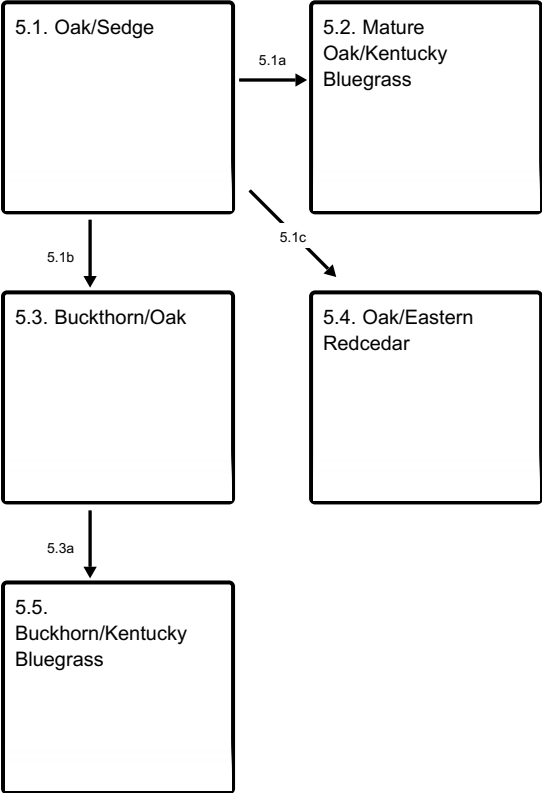 5.1. Oak/Sedge
5.1a
5.2. Mature
Oak/Kentucky
Bluegrass
5.1b
5.1c
5.3. Buckthorn/Oak
5.4. Oak/Eastern
Redcedar
5.3a
5.5.
Buckhorn/Kentucky
Bluegrass